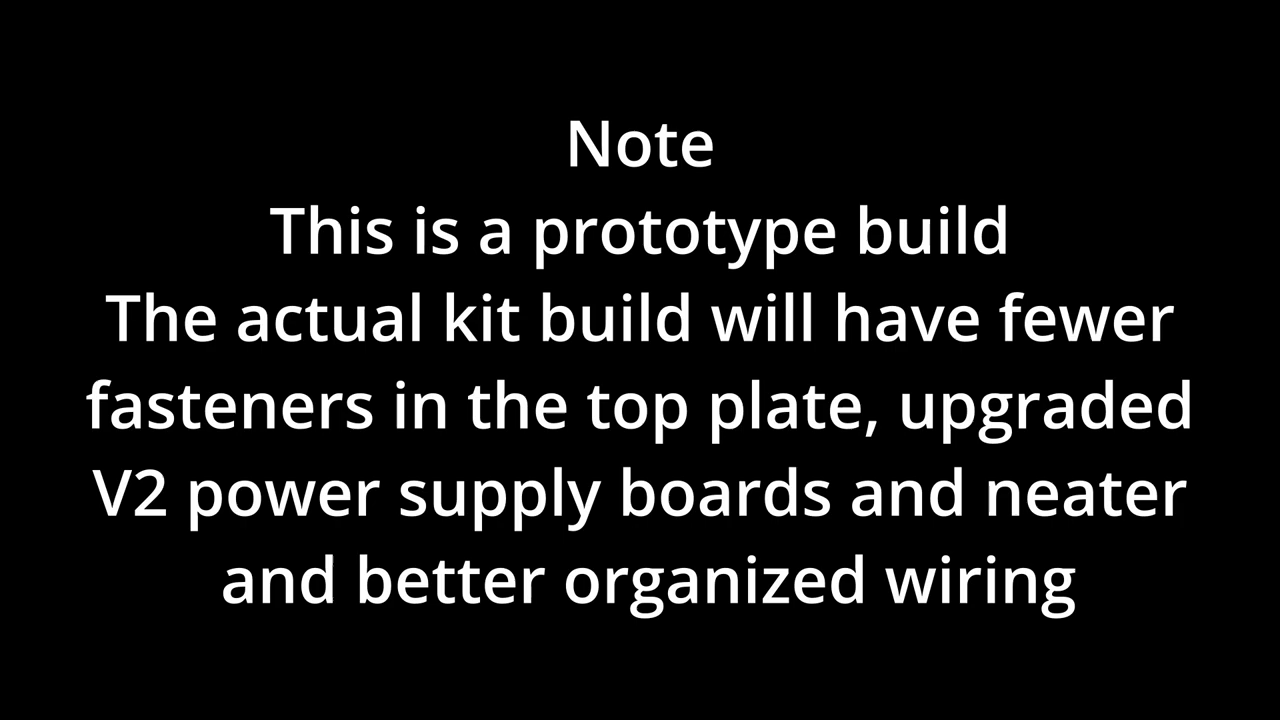 Note
This is a prototype build
The actual kit build will have fewer
fasteners in the top plate, upgraded
V2 power supply boards and neater
and better organized wiring